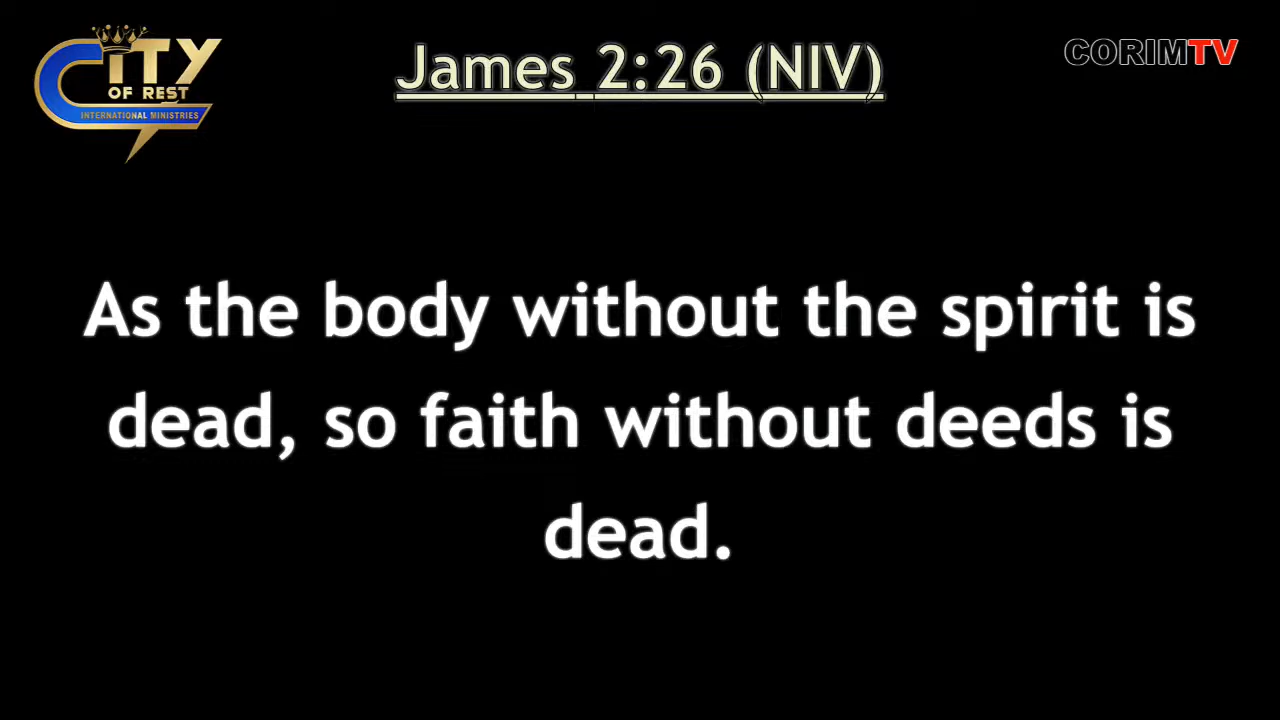 CITY
OF REST
INTERNATIONAL MINISTRIES
James 2:26 (NIV)
CORIMTV
As the body without the spirit is
dead, so faith without deeds is
dead.